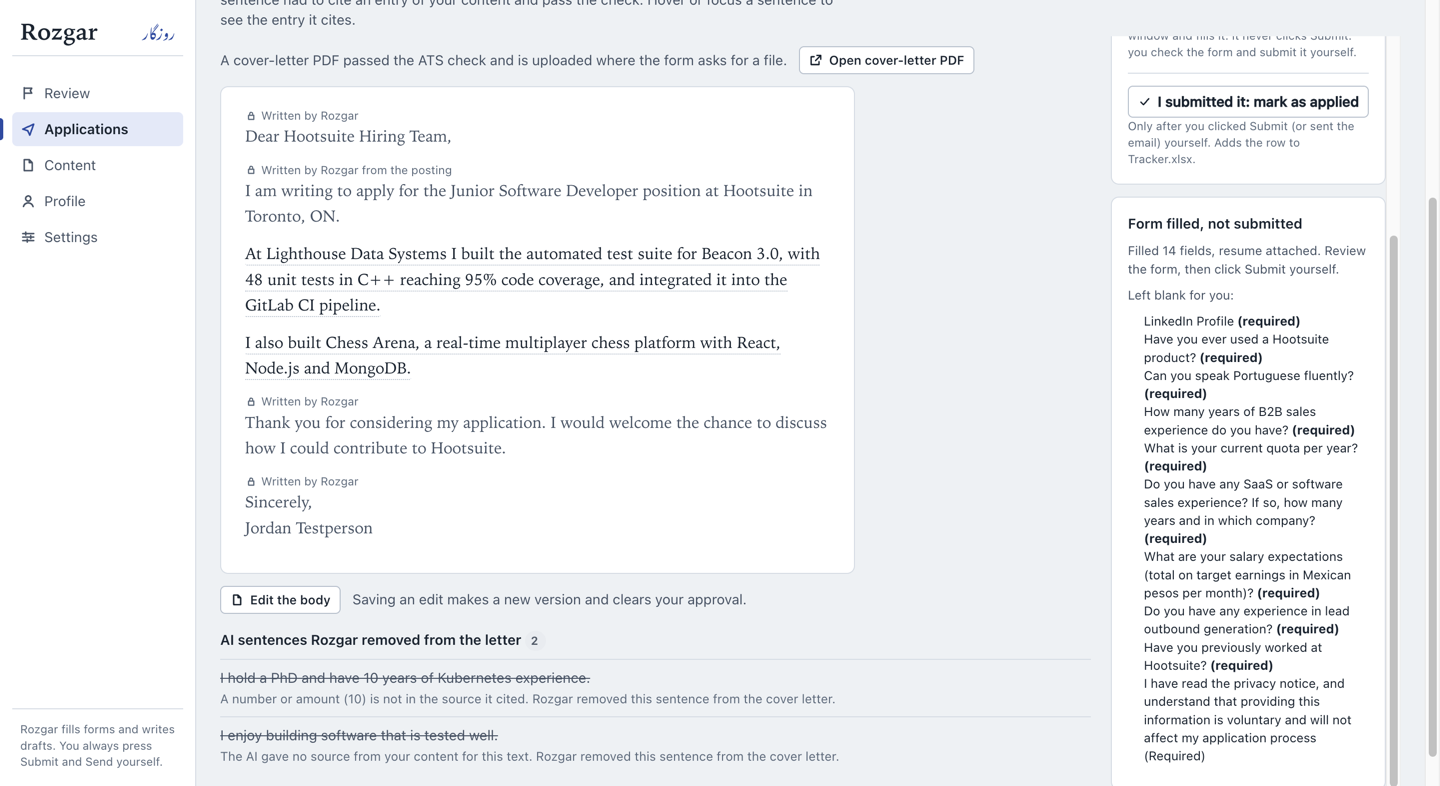 Rozgar روزگار
Review
Applications
Content
Profile
Settings
Rozgar fills forms and writes
drafts. You always press
Submit and Send yourself.
sentence had to cite an entry of your content and pass the check. Hover or focus a sentence to
see the entry it cites.
A cover-letter PDF passed the ATS check and is uploaded where the form asks for a file.
Open cover-letter PDF
Written by Rozgar
Dear Hootsuite Hiring Team,
Written by Rozgar from the posting
I am writing to apply for the Junior Software Developer position at Hootsuite in
Toronto, ON.
At Lighthouse Data Systems I built the automated test suite for Beacon 3.0, with
48 unit tests in C++ reaching 95% code coverage, and integrated it into the
GitLab CI pipeline.
I also built Chess Arena, a real-time multiplayer chess platform with React,
Node.js and MongoDB.
Written by Rozgar
Thank you for considering my application. I would welcome the chance to discuss
how I could contribute to Hootsuite.
Written by Rozgar
Sincerely,
Jordan Testperson
Edit the body
Saving an edit makes a new version and clears your approval.
AI sentences Rozgar removed from the letter 2
I hold a PhD and have 10 years of Kubernetes experience.
A number or amount (10) is not in the source it cited. Rozgar removed this sentence from the cover letter.
I enjoy building software that is tested well.
The AI gave no source from your content for this text. Rozgar removed this sentence from the cover letter.
window and fills it. It never clicks Submit:
you check the form and submit it yourself.
I submitted it: mark as applied
Only after you clicked Submit (or sent the
email) yourself. Adds the row to
Tracker.xlsx.
Form filled, not submitted
Filled 14 fields, resume attached. Review
the form, then click Submit yourself.
Left blank for you:
LinkedIn Profile (required)
Have you ever used a Hootsuite
product? (required)
Can you speak Portuguese fluently?
(required)
How many years of B2B sales
experience do you have? (required)
What is your current quota per year?
(required)
Do you have any SaaS or software
sales experience? If so, how many
years and in which company?
(required)
What are your salary expectations
(total on target earnings in Mexican
pesos per month)? (required)
Do you have any experience in lead
outbound generation? (required)
Have you previously worked at
Hootsuite? (required)
I have read the privacy notice, and
understand that providing this
information is voluntary and will not
affect my application process
(Required)